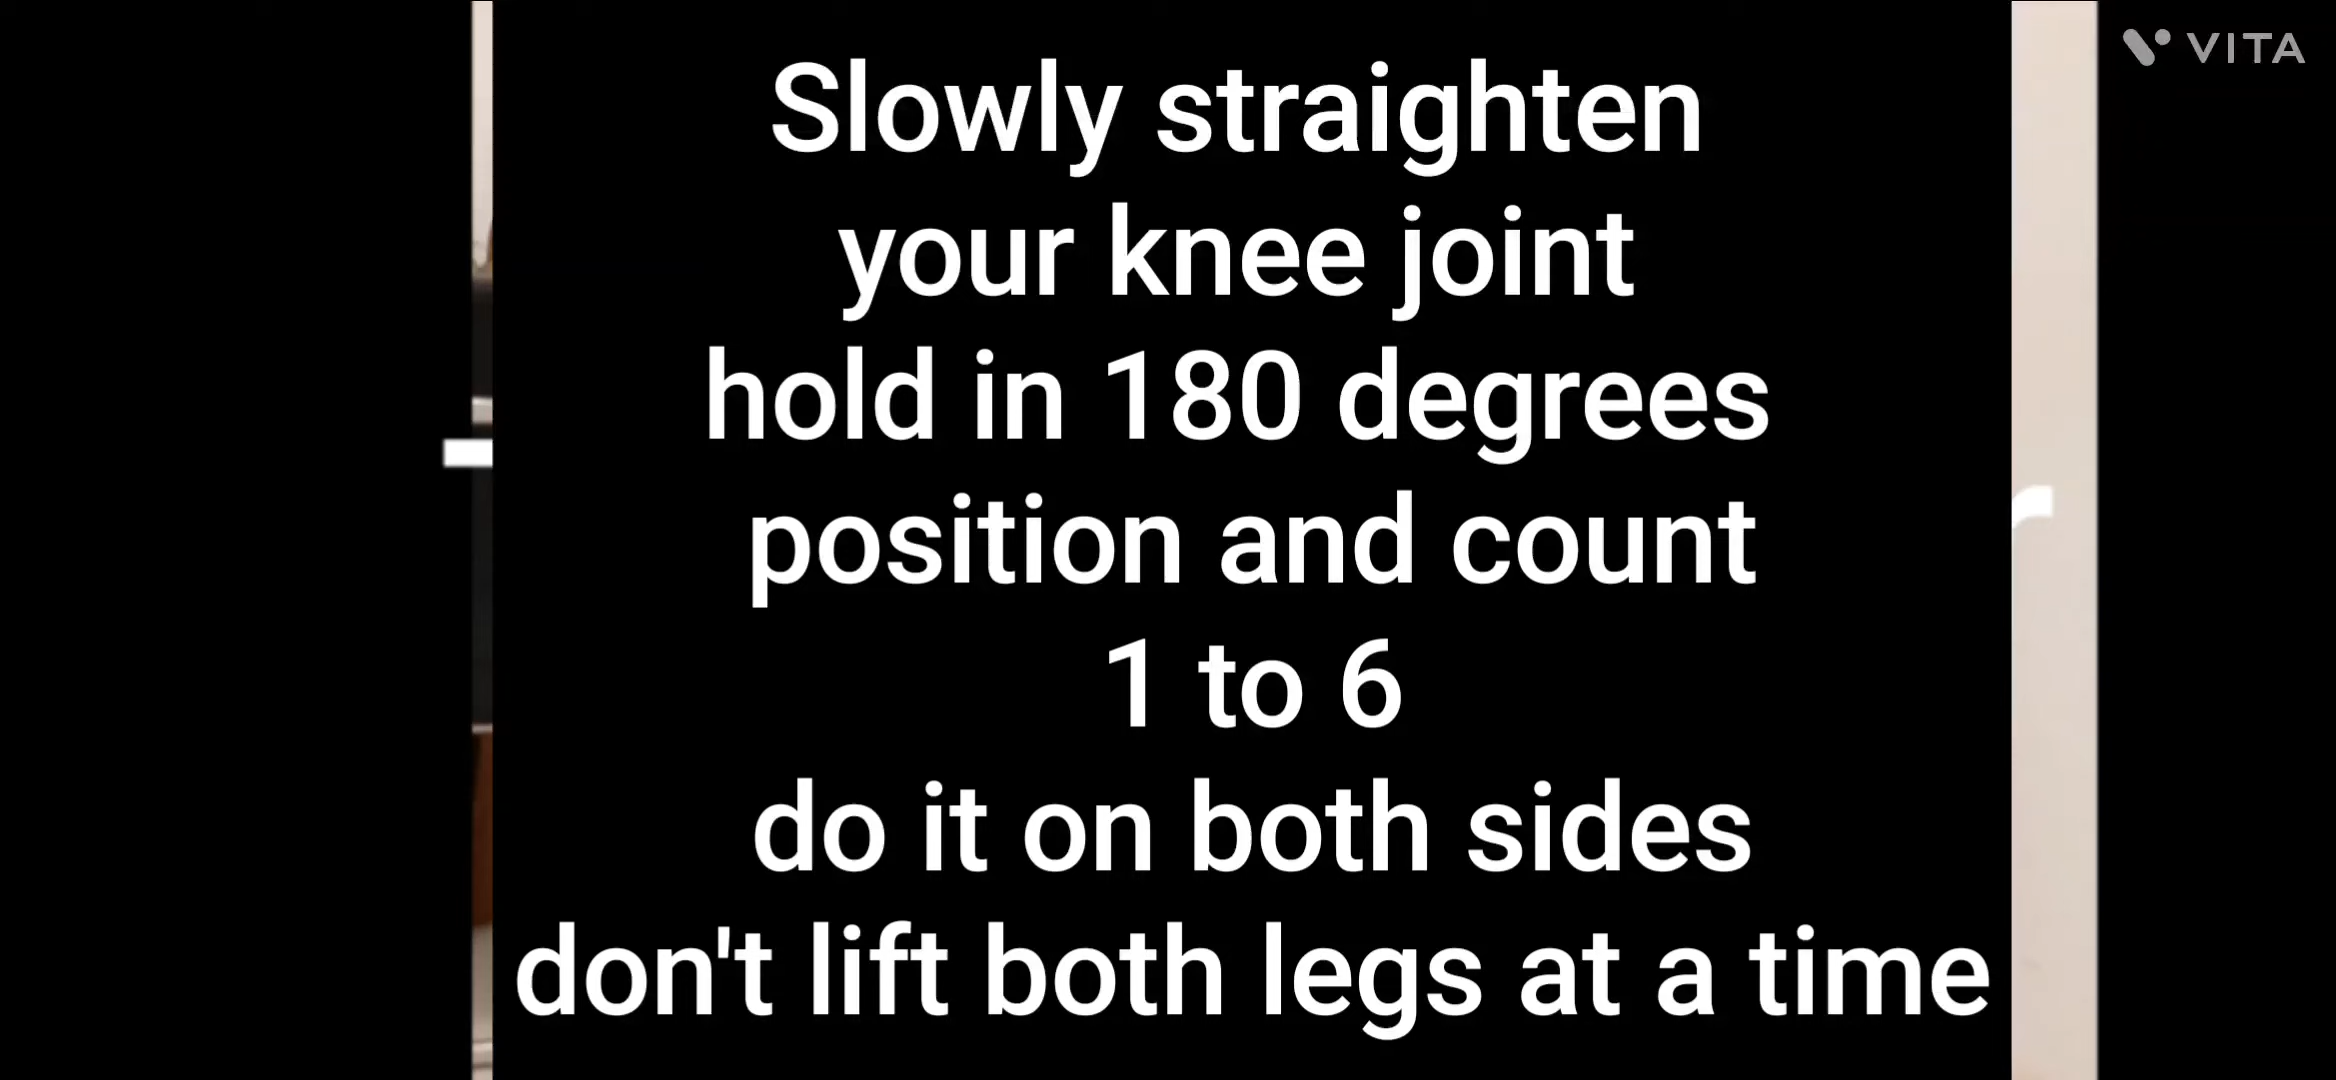 VITA
Slowly straighten
your knee joint
hold in 180 degrees
position and count
1 to 6
do it on both sides
don't lift both legs at a time